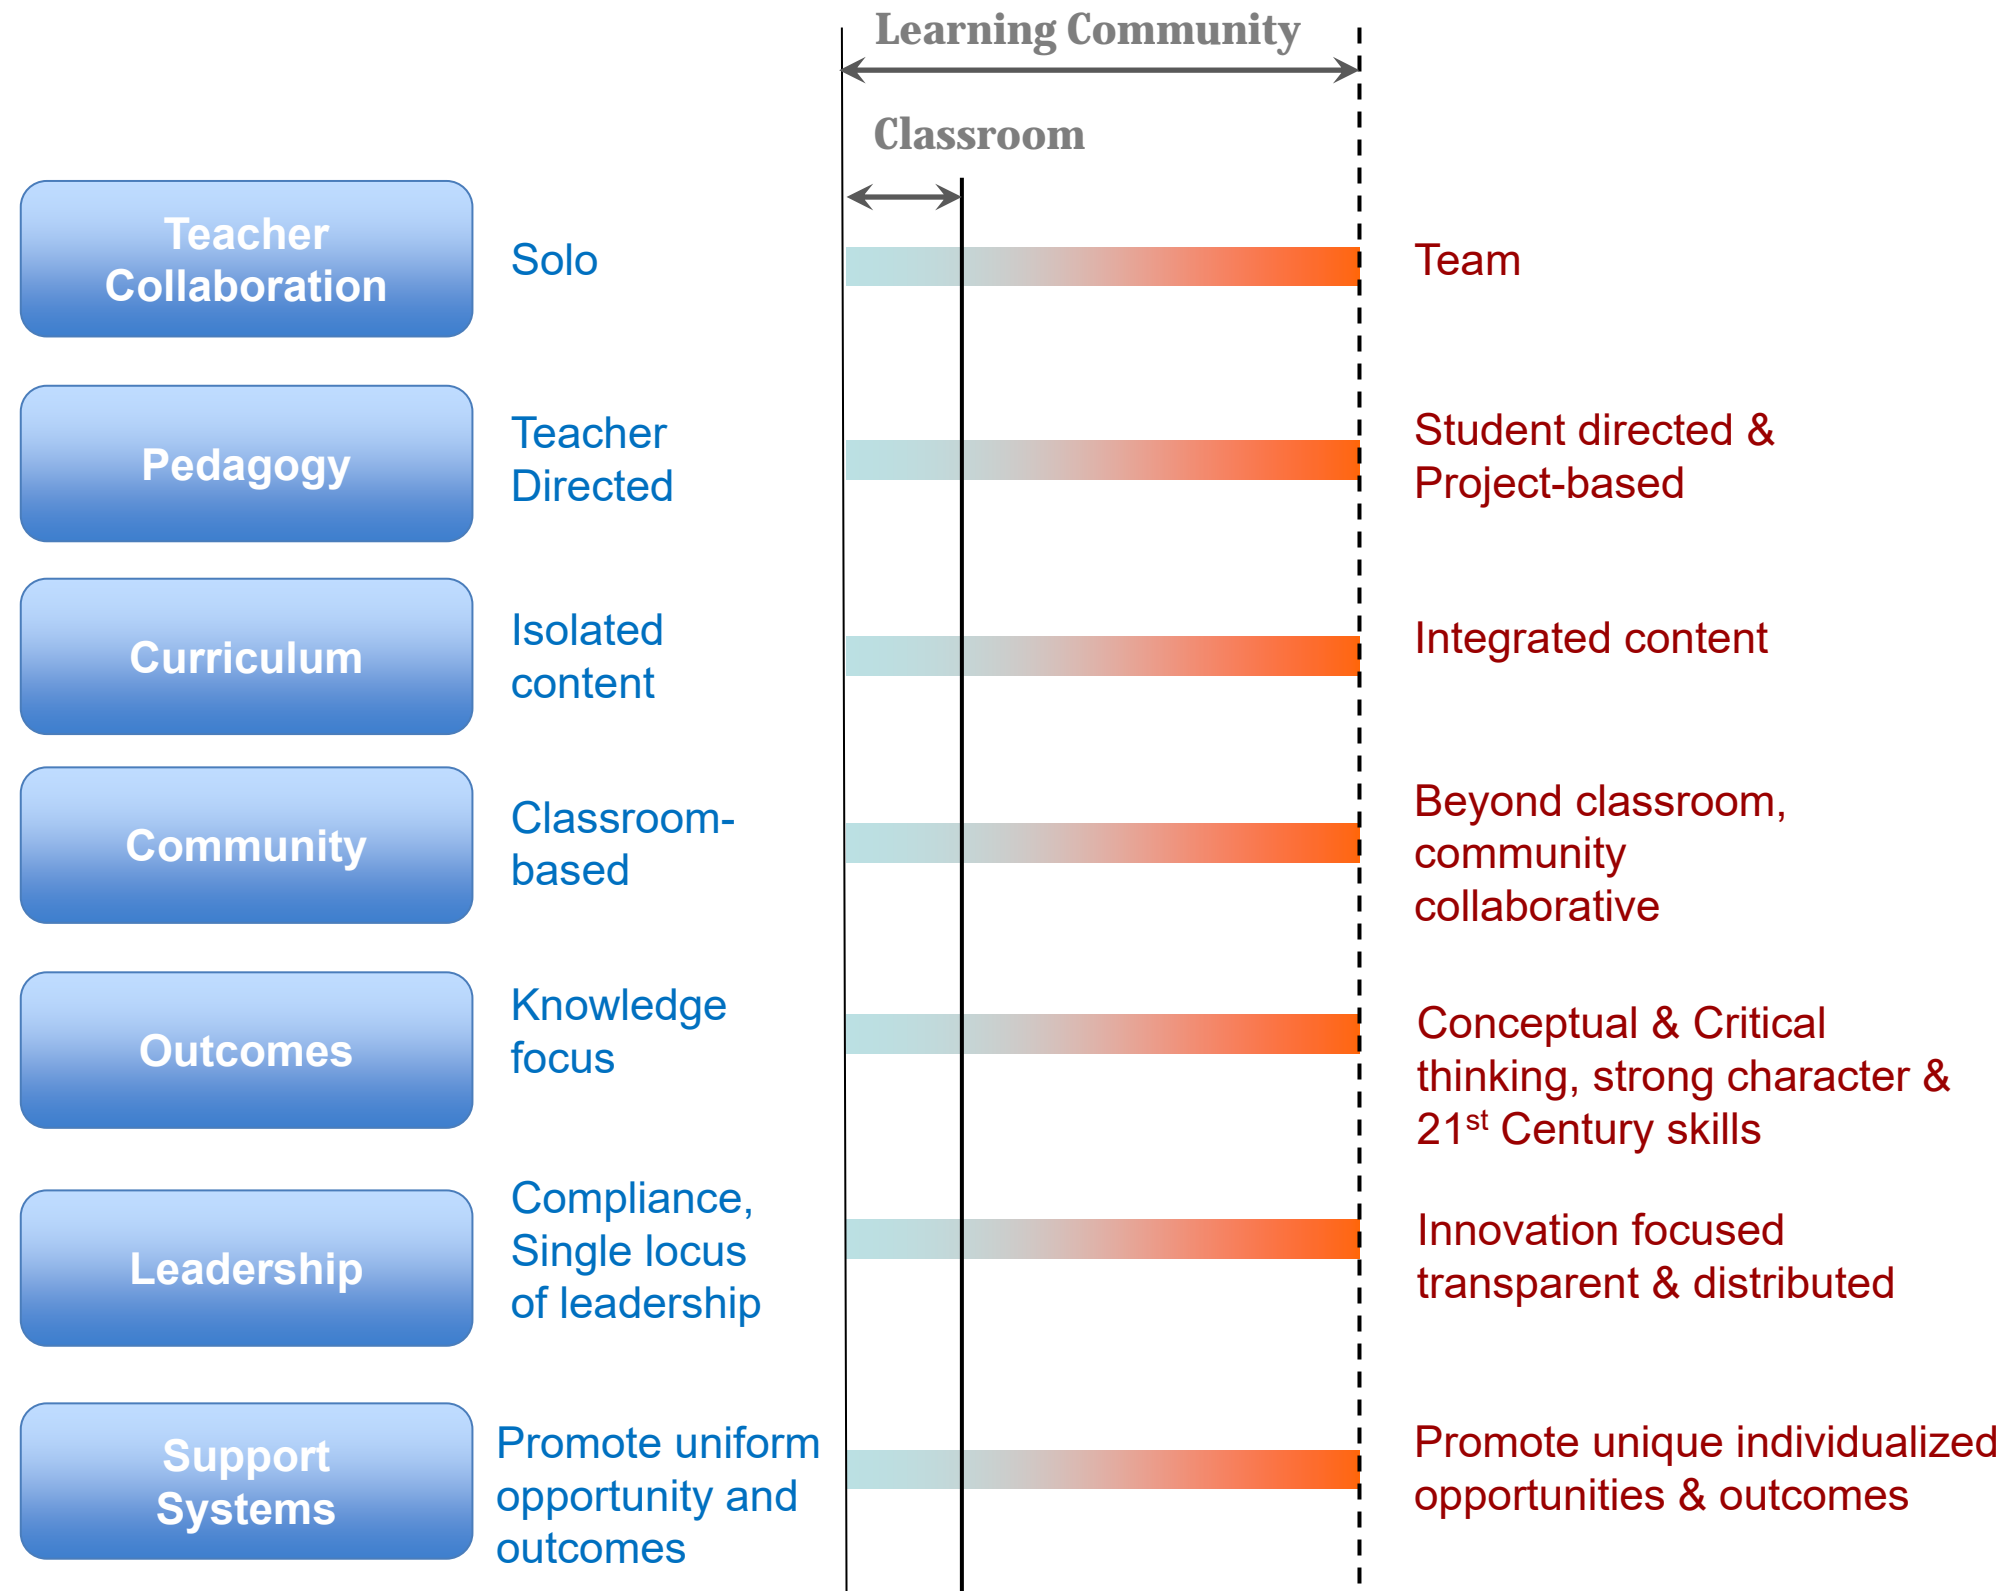 Learning Community
Classroom
Teacher
Collaboration
Solo
Team
Pedagogy
Teacher
Directed
Student directed &
Project-based
Curriculum
Isolated
content
Integrated content
Community
Classroom-
based
Beyond classroom,
community
collaborative
Outcomes
Knowledge
focus
Conceptual & Critical
thinking, strong character &
21st Century skills
Leadership
Compliance,
Single locus
of leadership
Innovation focused
transparent & distributed
Support
Systems
Promote uniform
opportunity and
outcomes
Promote unique individualized
opportunities & outcomes